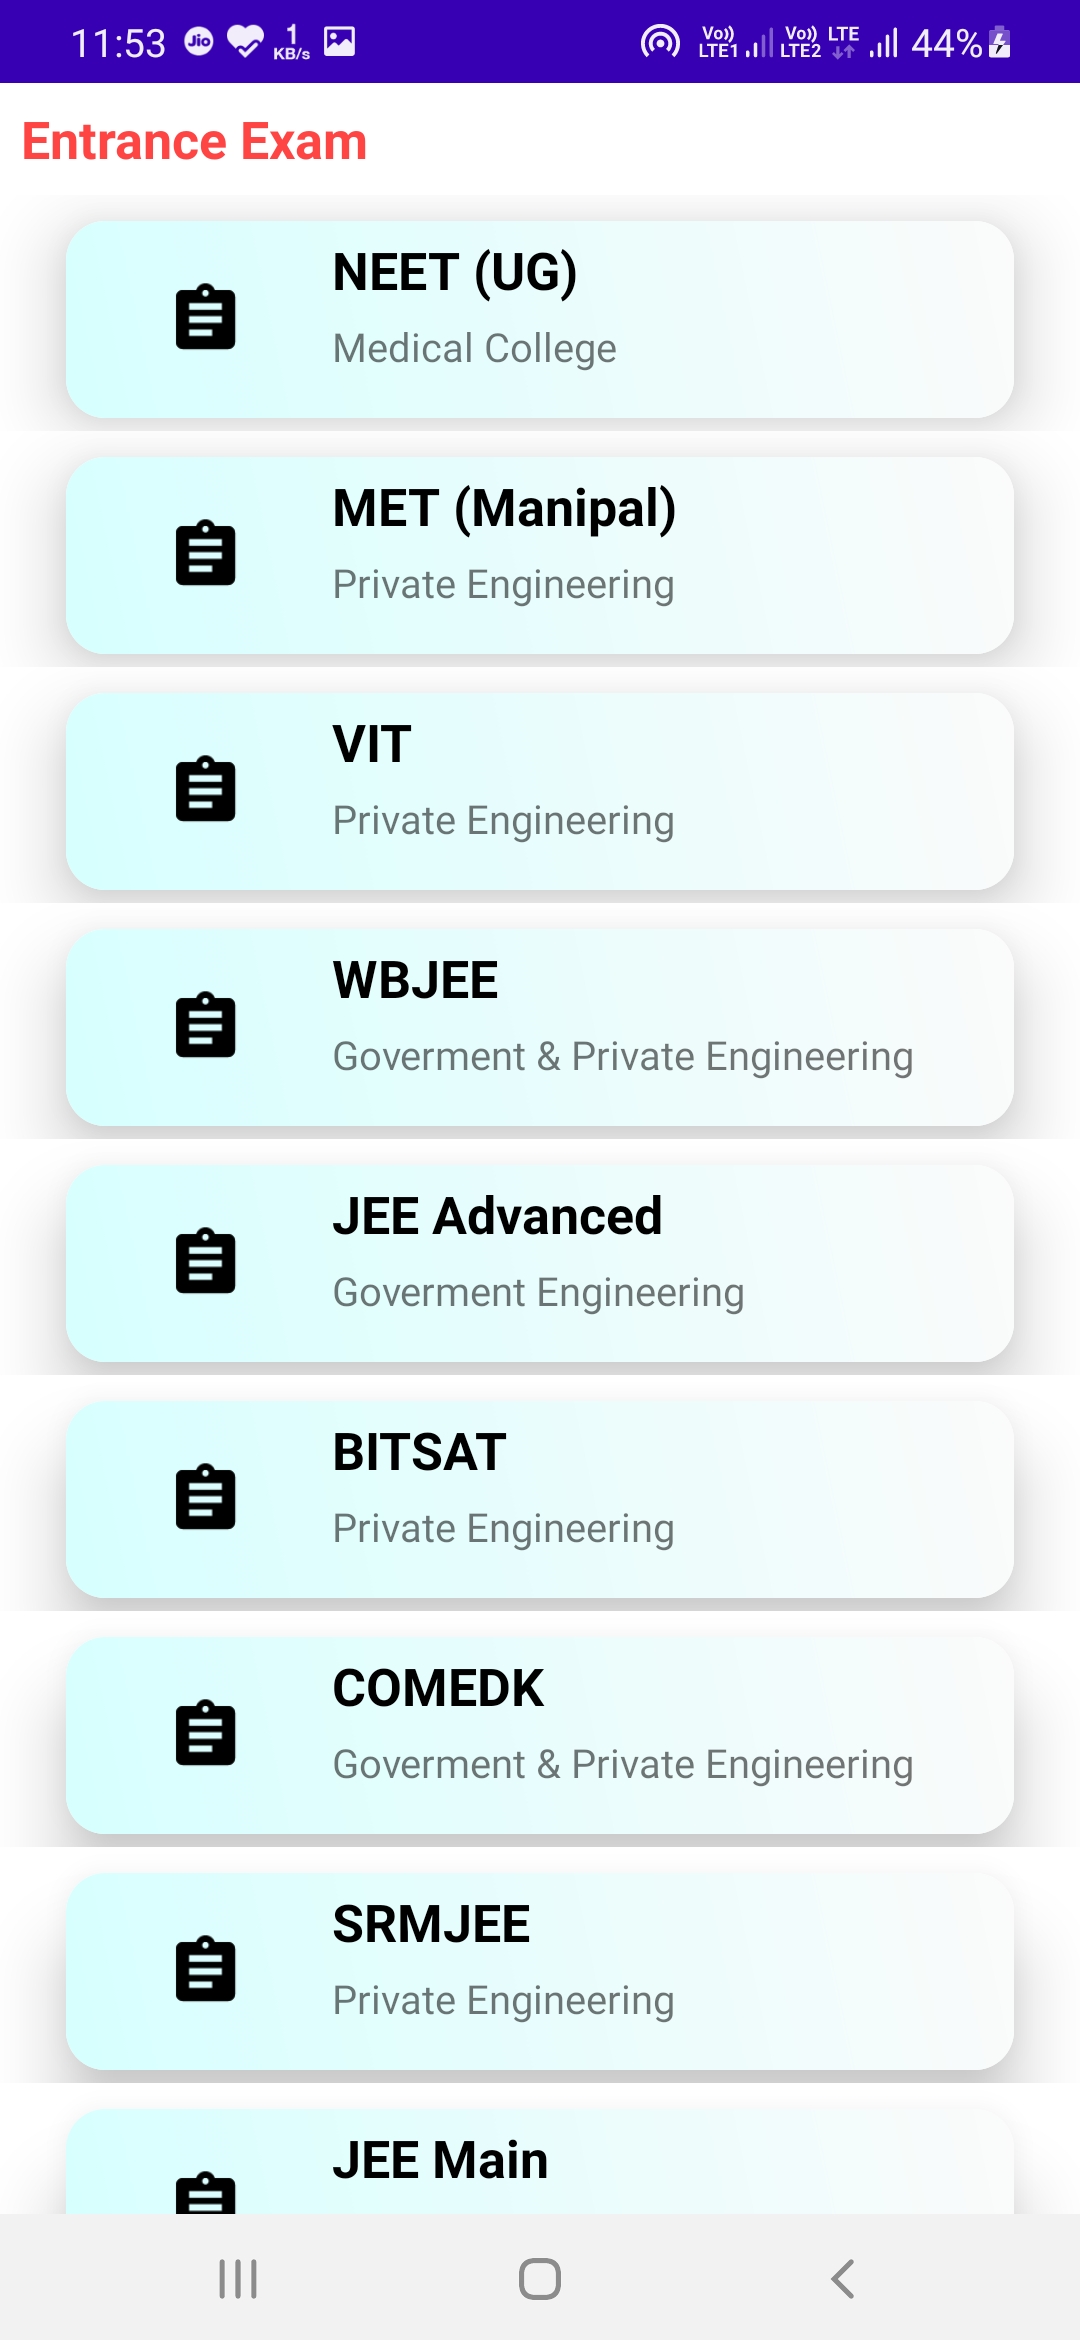 11:53 Jio 1 KB/s Vo)) LTE1 Vo)) LTE2 LTE 44%
Entrance Exam
NEET (UG)
Medical College
MET (Manipal)
Private Engineering
VIT
Private Engineering
WBJEE
Goverment & Private Engineering
JEE Advanced
Goverment Engineering
BITSAT
Private Engineering
COMEDK
Goverment & Private Engineering
SRMJEE
Private Engineering
JEE Main